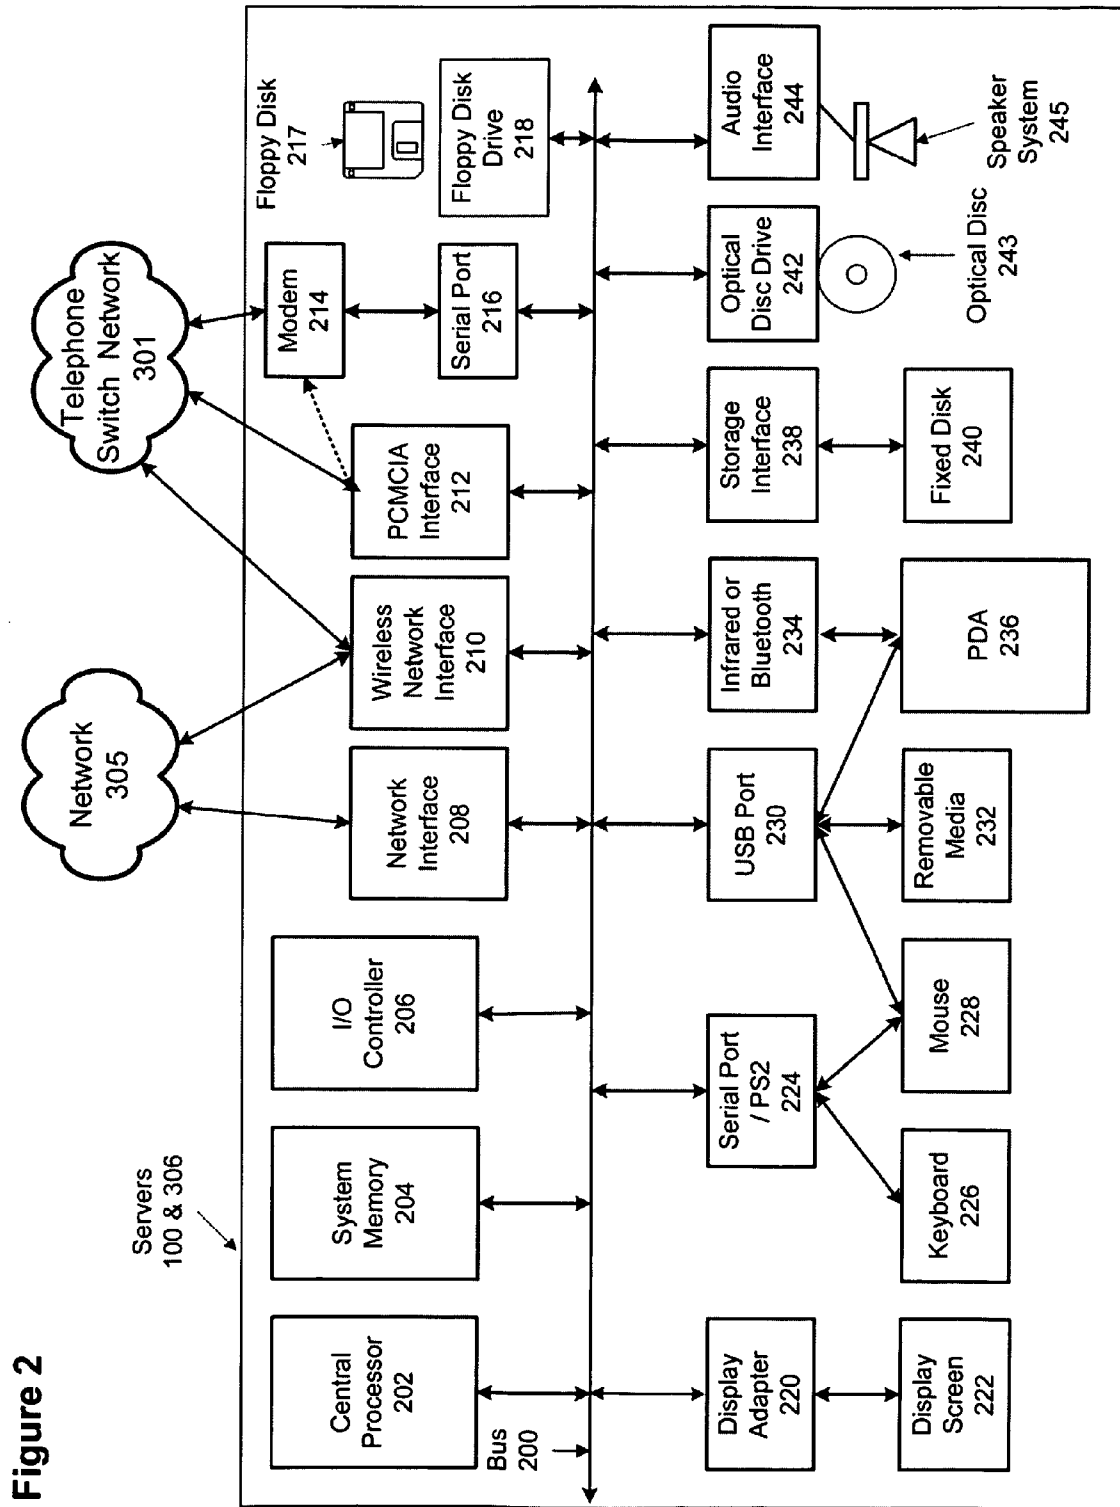 Figure 2
Servers
100 & 306
Network
305
Telephone
Switch Network
301
Central
Processor
202
System
Memory
204
I/O
Controller
206
Network
Interface
208
Wireless
Network
Interface
210
PCMCIA
Interface
212
Modem
214
Serial Port
216
Floppy Disk
217
Floppy Disk
Drive
218
Bus
200
Display
Adapter
220
Display
Screen
222
Serial Port
/ PS2
224
Keyboard
226
Mouse
228
USB Port
230
Removable
Media
232
Infrared or
Bluetooth
234
PDA
236
Storage
Interface
238
Fixed Disk
240
Optical
Disc Drive
242
Optical Disc
243
Audio
Interface
244
Speaker
System
245